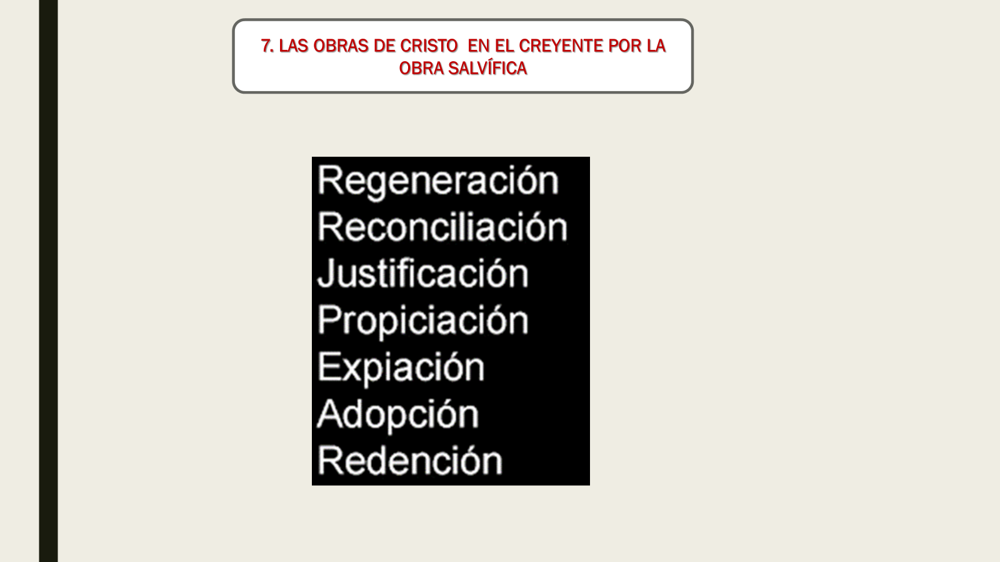 7. LAS OBRAS DE CRISTO  EN EL CREYENTE POR LA
OBRA SALVÍFICA
Regeneración
Reconciliación
Justificación
Propiciación
Expiación
Adopción
Redención